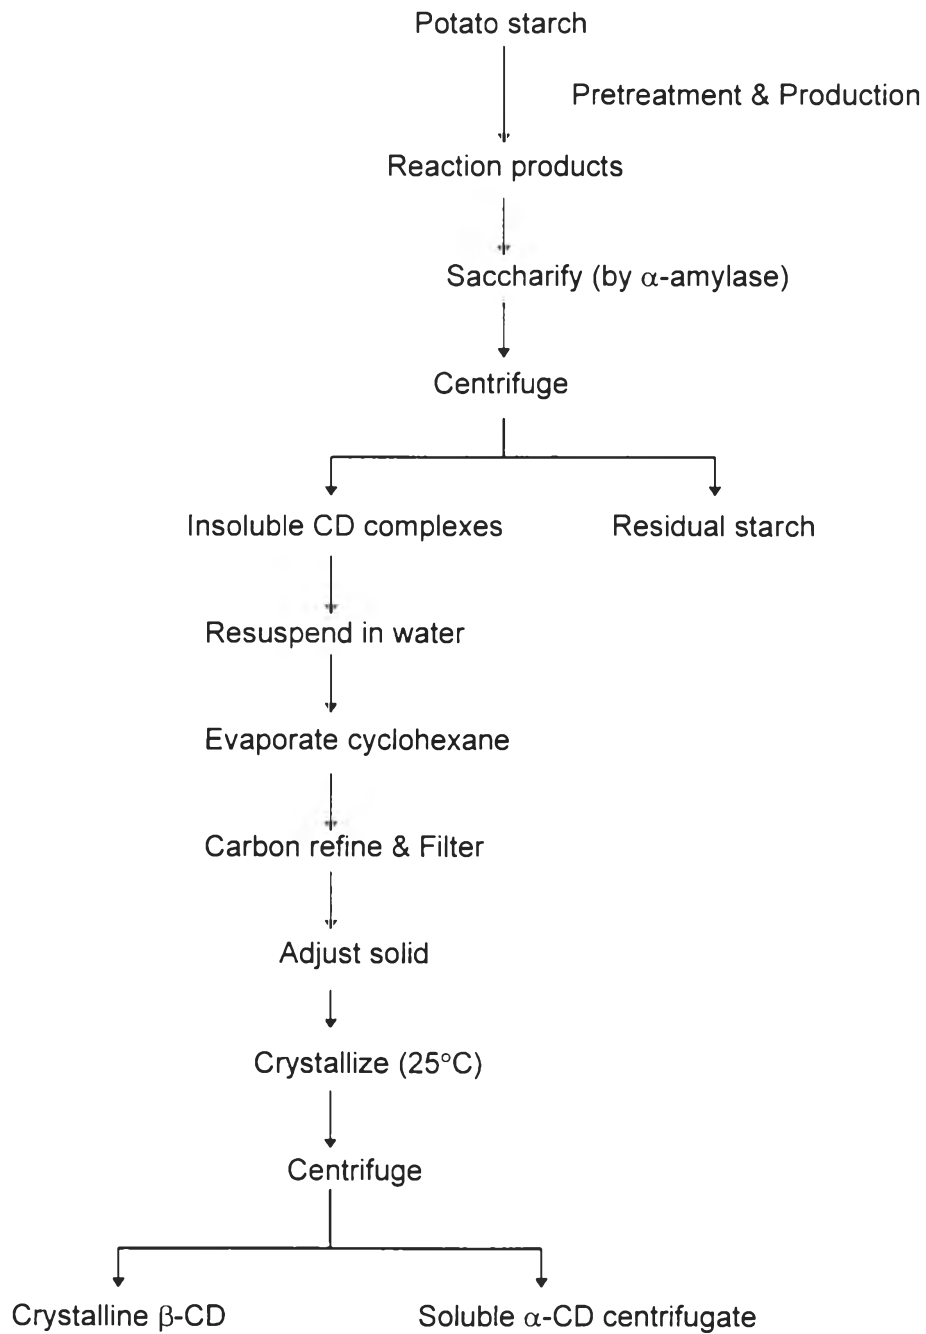 Potato starch
Pretreatment & Production
Reaction products
Saccharify (by α-amylase)
Centrifuge
Insoluble CD complexes
Residual starch
Resuspend in water
Evaporate cyclohexane
Carbon refine & Filter
Adjust solid
Crystallize (25°C)
Centrifuge
Crystalline β-CD
Soluble α-CD centrifugate